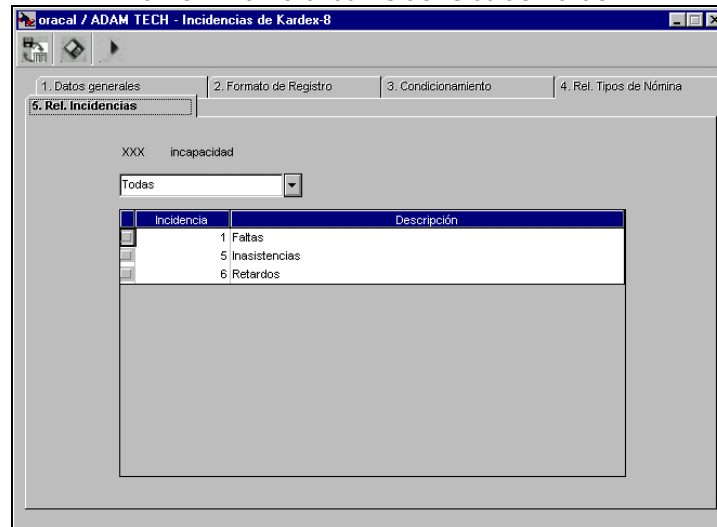 oracal / ADAM TECH - Incidencias de Kardex-8
1. Datos generales 2. Formato de Registro 3. Condicionamiento 4. Rel. Tipos de Nómina
5. Rel. Incidencias
XXX incapacidad
Todas
Incidencia Descripción
1 Faltas
5 Inasistencias
6 Retardos